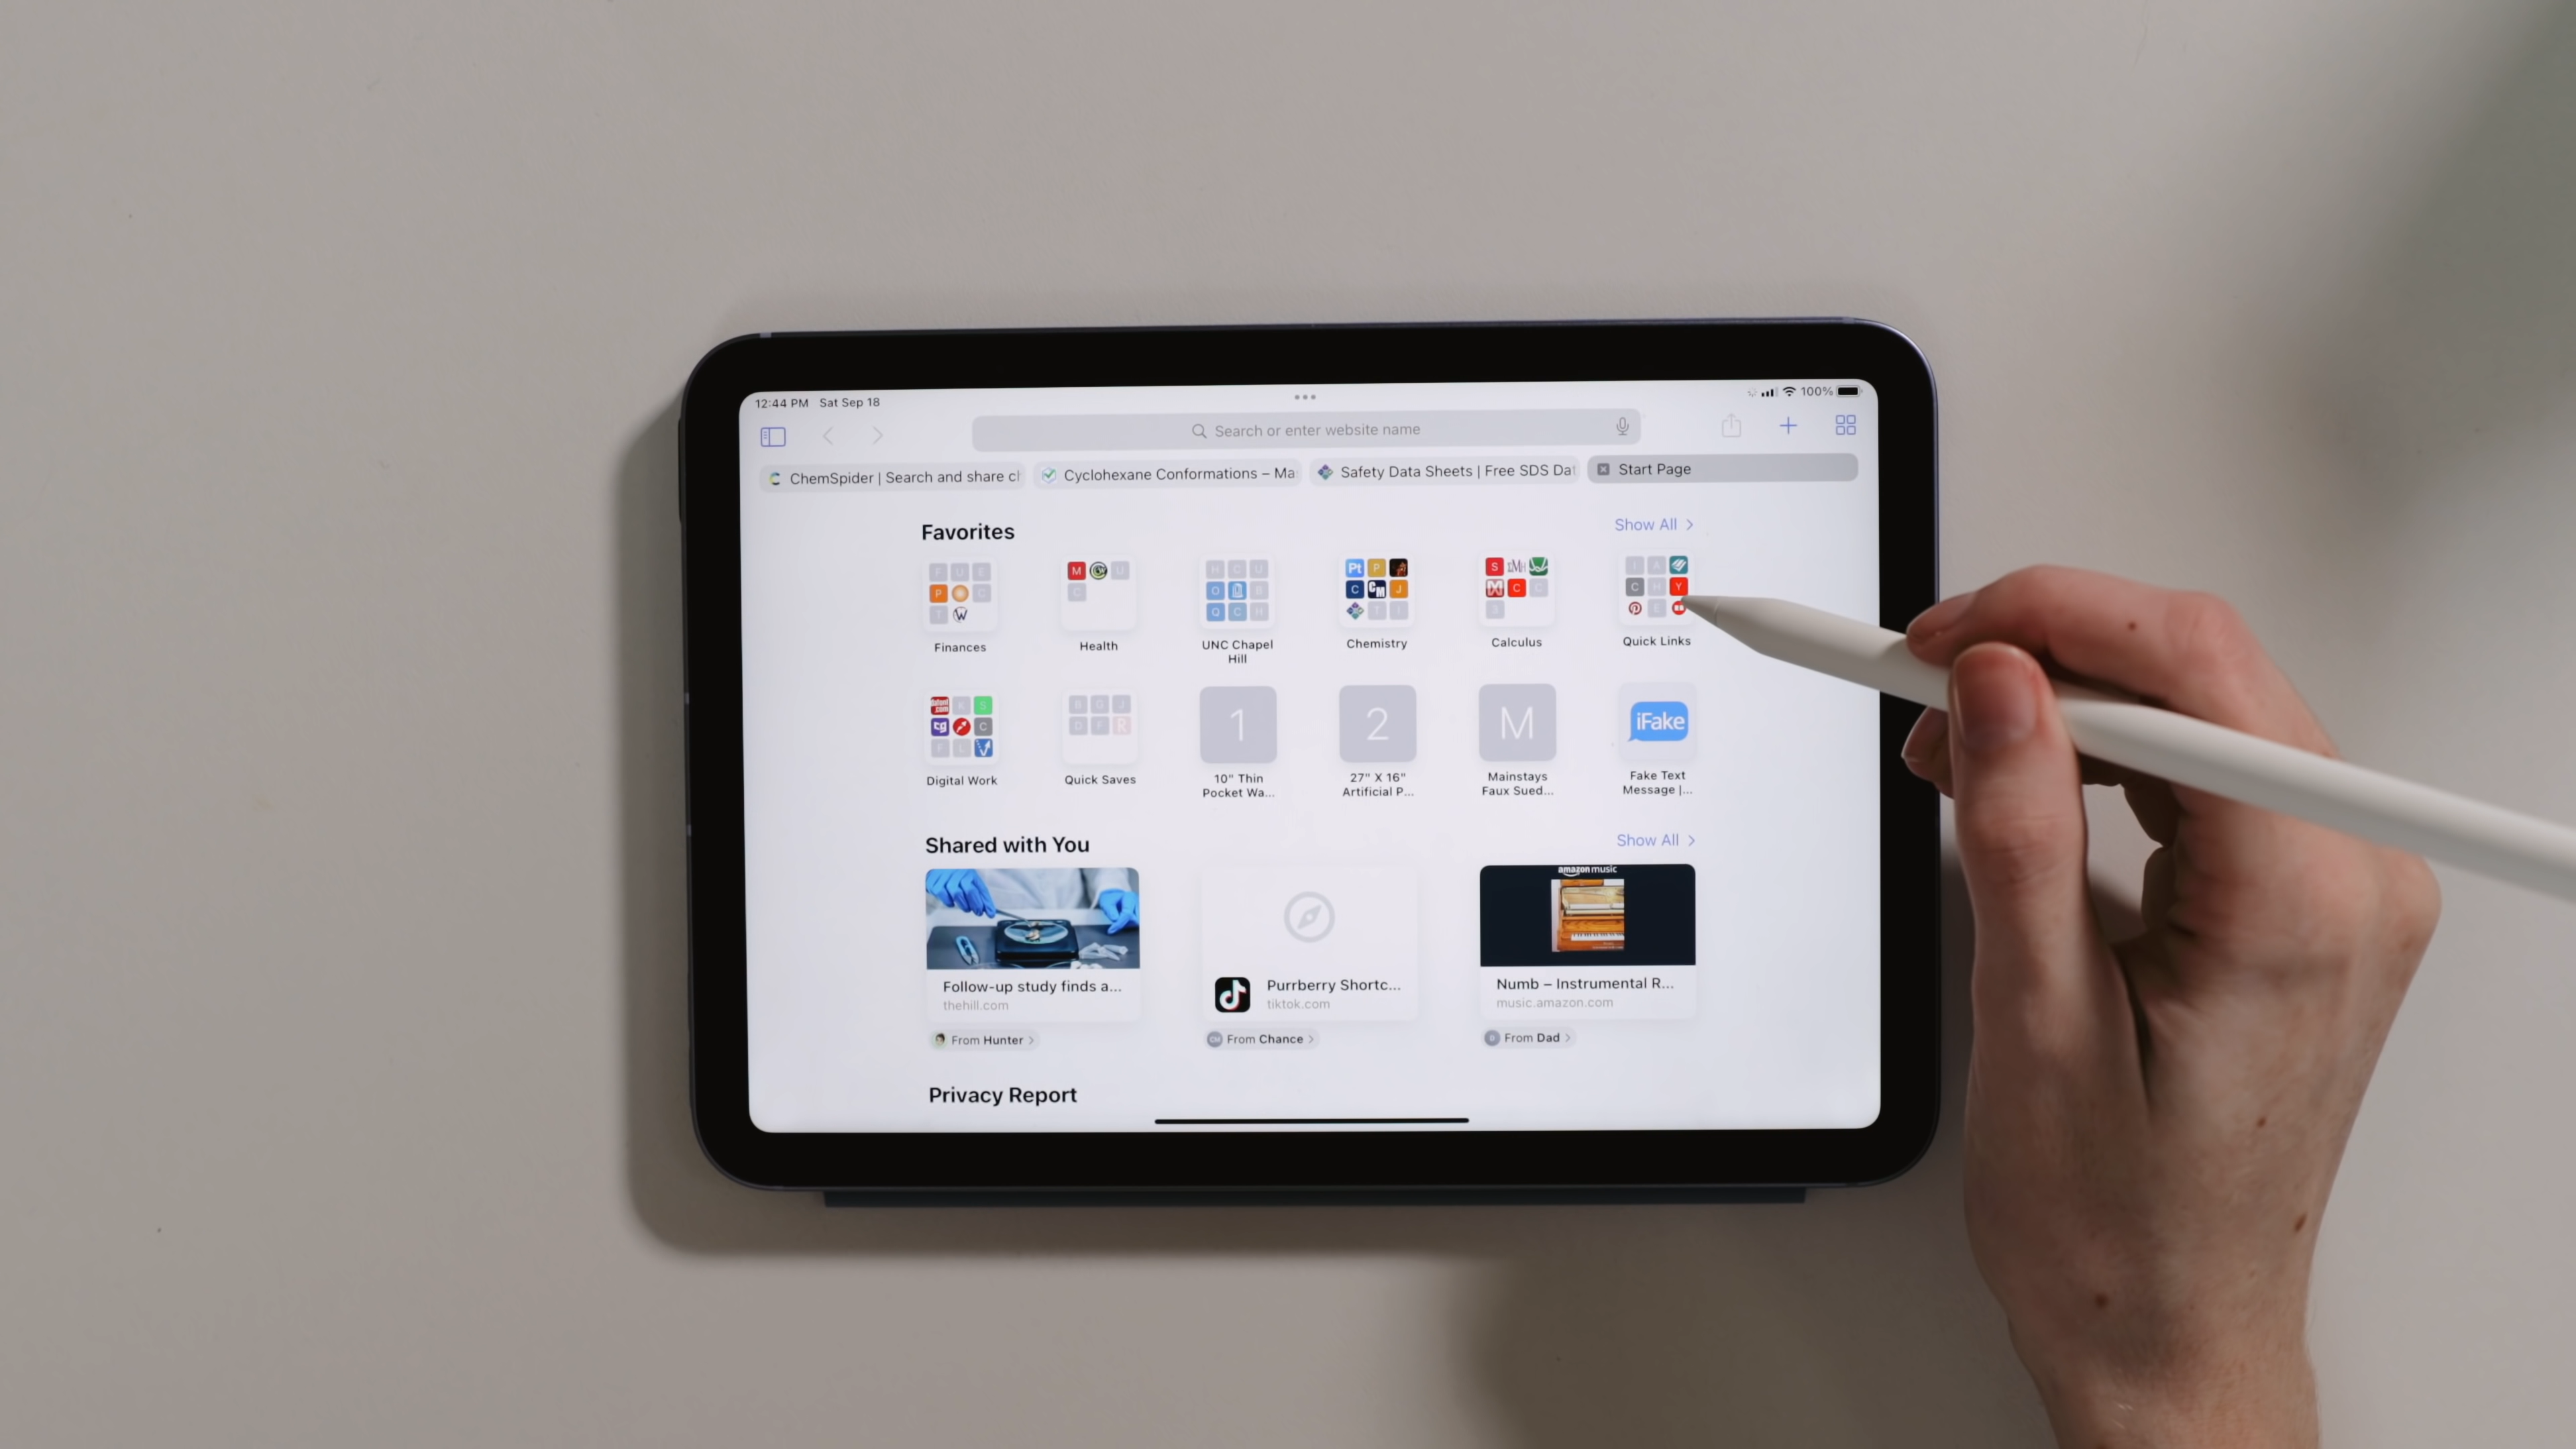 12:44 PM Sat Sep 18
100%
Search or enter website name
ChemSpider | Search and share cl
Cyclohexane Conformations – Ma
Safety Data Sheets | Free SDS Dat
Start Page
Favorites
Show All
Finances
Health
UNC Chapel
Hill
Chemistry
Calculus
Quick Links
1
2
M
iFake
Digital Work
Quick Saves
10" Thin
Pocket Wa...
27" X 16"
Artificial P...
Mainstays
Faux Sued...
Fake Text
Message |...
Shared with You
Show All
amazon music
Follow-up study finds a...
thehill.com
Purrberry Shortc...
tiktok.com
Numb – Instrumental R...
music.amazon.com
From Hunter
From Chance
From Dad
Privacy Report